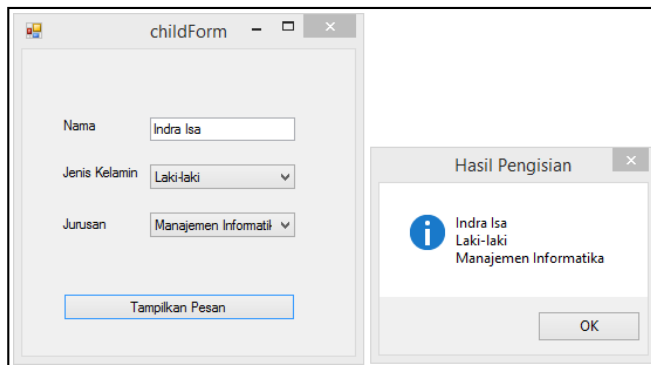 childForm
Nama
Indra Isa
Jenis Kelamin
Laki-laki
Jurusan
Manajemen Informatik
Tampilkan Pesan
Hasil Pengisian
Indra Isa
Laki-laki
Manajemen Informatika
OK